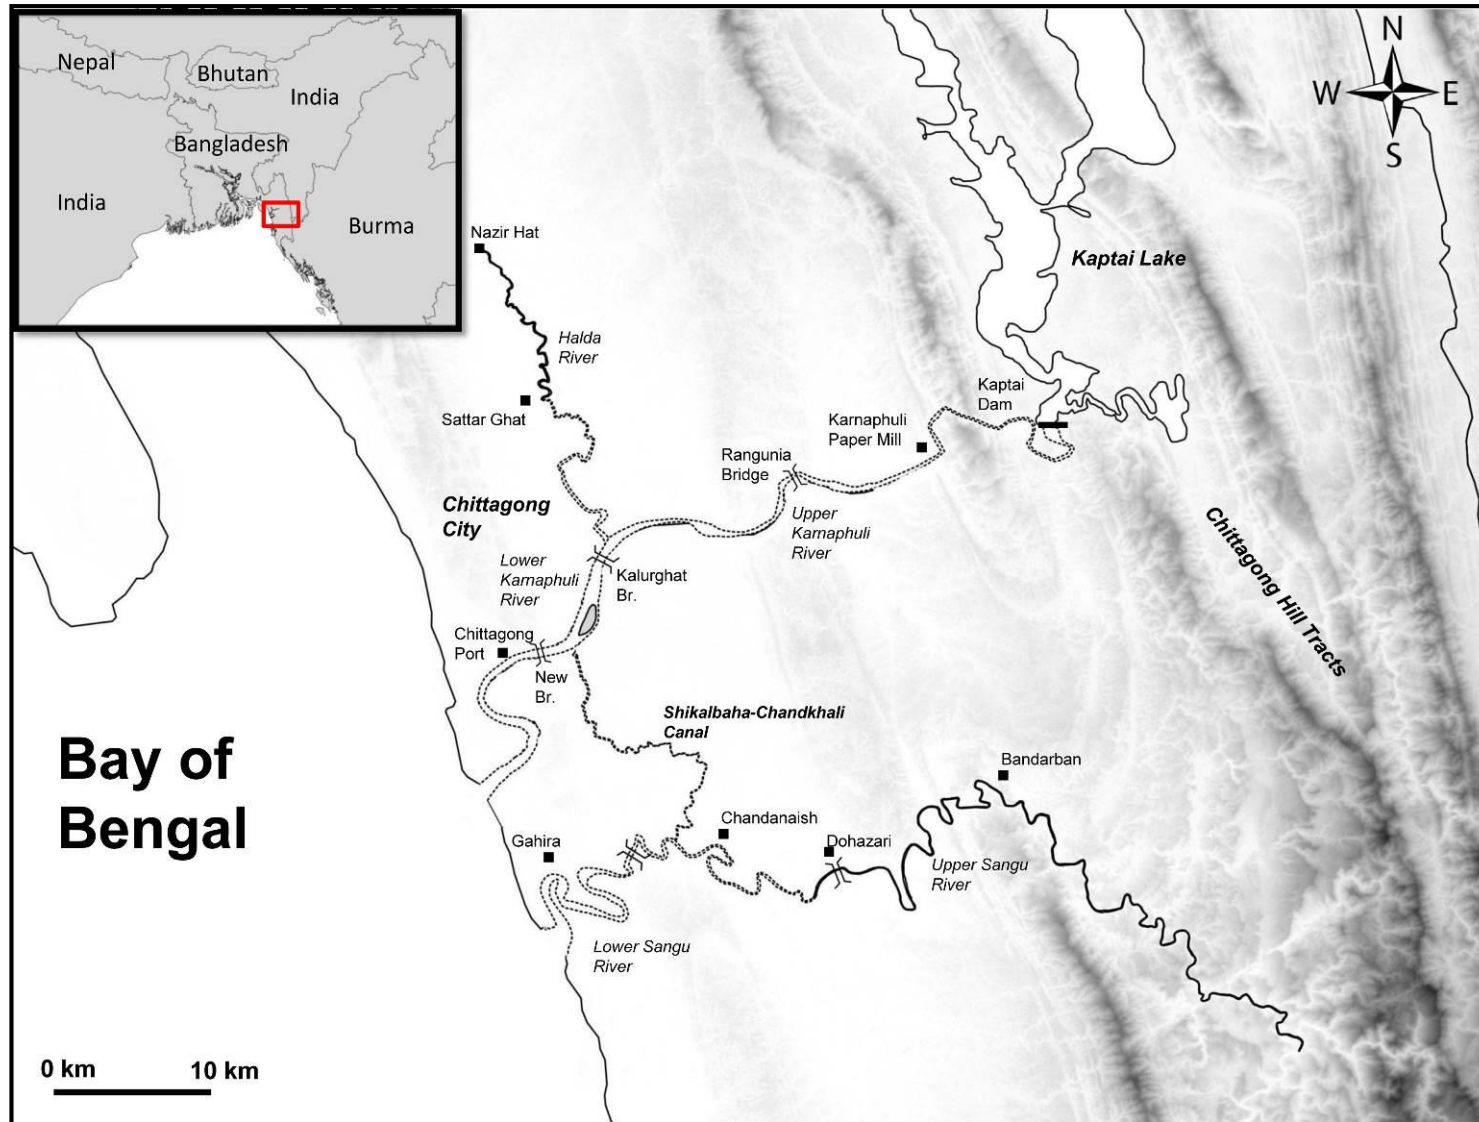 Nepal
Bhutan
India
Bangladesh
India
Burma
N
W
E
S
Nazir Hat
Halda
River
Sattar Ghat
Kaptai Lake
Kaptai
Dam
Karnaphuli
Paper Mill
Rangunia
Bridge
Chittagong
City
Upper
Karnaphuli
River
Lower
Karnaphuli
River
Kalurghat
Br.
Chittagong
Port
New
Br.
Chittagong Hill Tracts
Shikalbaha-Chandkhali
Canal
Bay of
Bengal
Bandarban
Chandanaish
Gahira
Dohazari
Upper Sangu
River
Lower Sangu
River
0 km
10 km